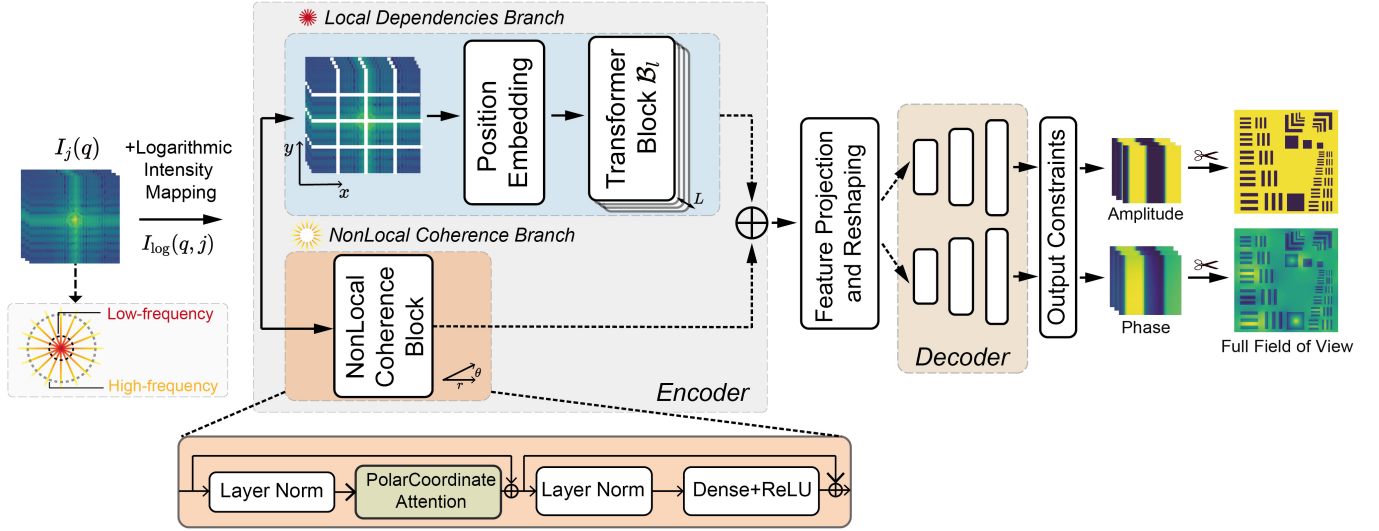 I_j(q)
+Logarithmic
Intensity
Mapping
I_log(q, j)
Low-frequency
High-frequency
Local Dependencies Branch
y
x
Position
Embedding
Transformer
Block B_l
L
NonLocal Coherence Branch
NonLocal
Coherence
Block
θ
r
Encoder
Feature Projection
and Reshaping
Decoder
Output Constraints
Amplitude
Phase
Full Field of View
Layer Norm
PolarCoordinate
Attention
Layer Norm
Dense+ReLU